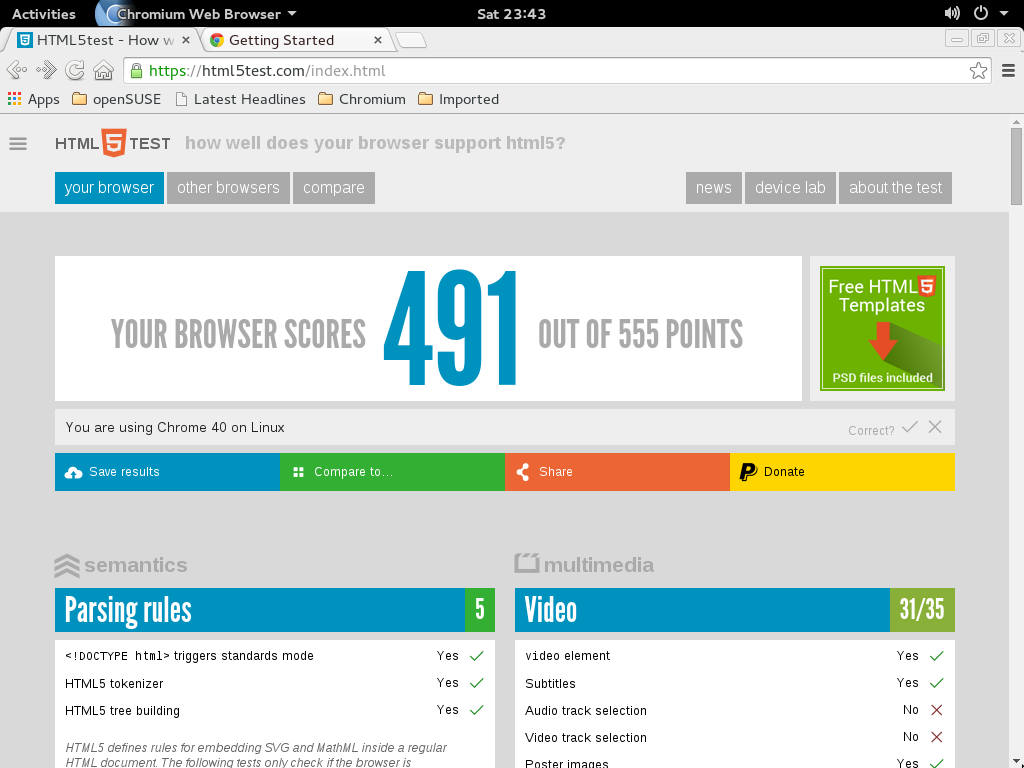 Activities Chromium Web Browser Sat 23:43
HTML5test - How w Getting Started
https://html5test.com/index.html
Apps openSUSE Latest Headlines Chromium Imported
HTML 5 TEST how well does your browser support html5?
your browser other browsers compare news device lab about the test
YOUR BROWSER SCORES 491 OUT OF 555 POINTS
Free HTML5
Templates
PSD files included
You are using Chrome 40 on Linux Correct?
Save results Compare to... Share Donate
semantics multimedia
Parsing rules 5
<!DOCTYPE html> triggers standards mode Yes
HTML5 tokenizer Yes
HTML5 tree building Yes
HTML5 defines rules for embedding SVG and MathML inside a regular
HTML document. The following tests only check if the browser is
Video 31/35
video element Yes
Subtitles Yes
Audio track selection No
Video track selection No
Poster images Yes